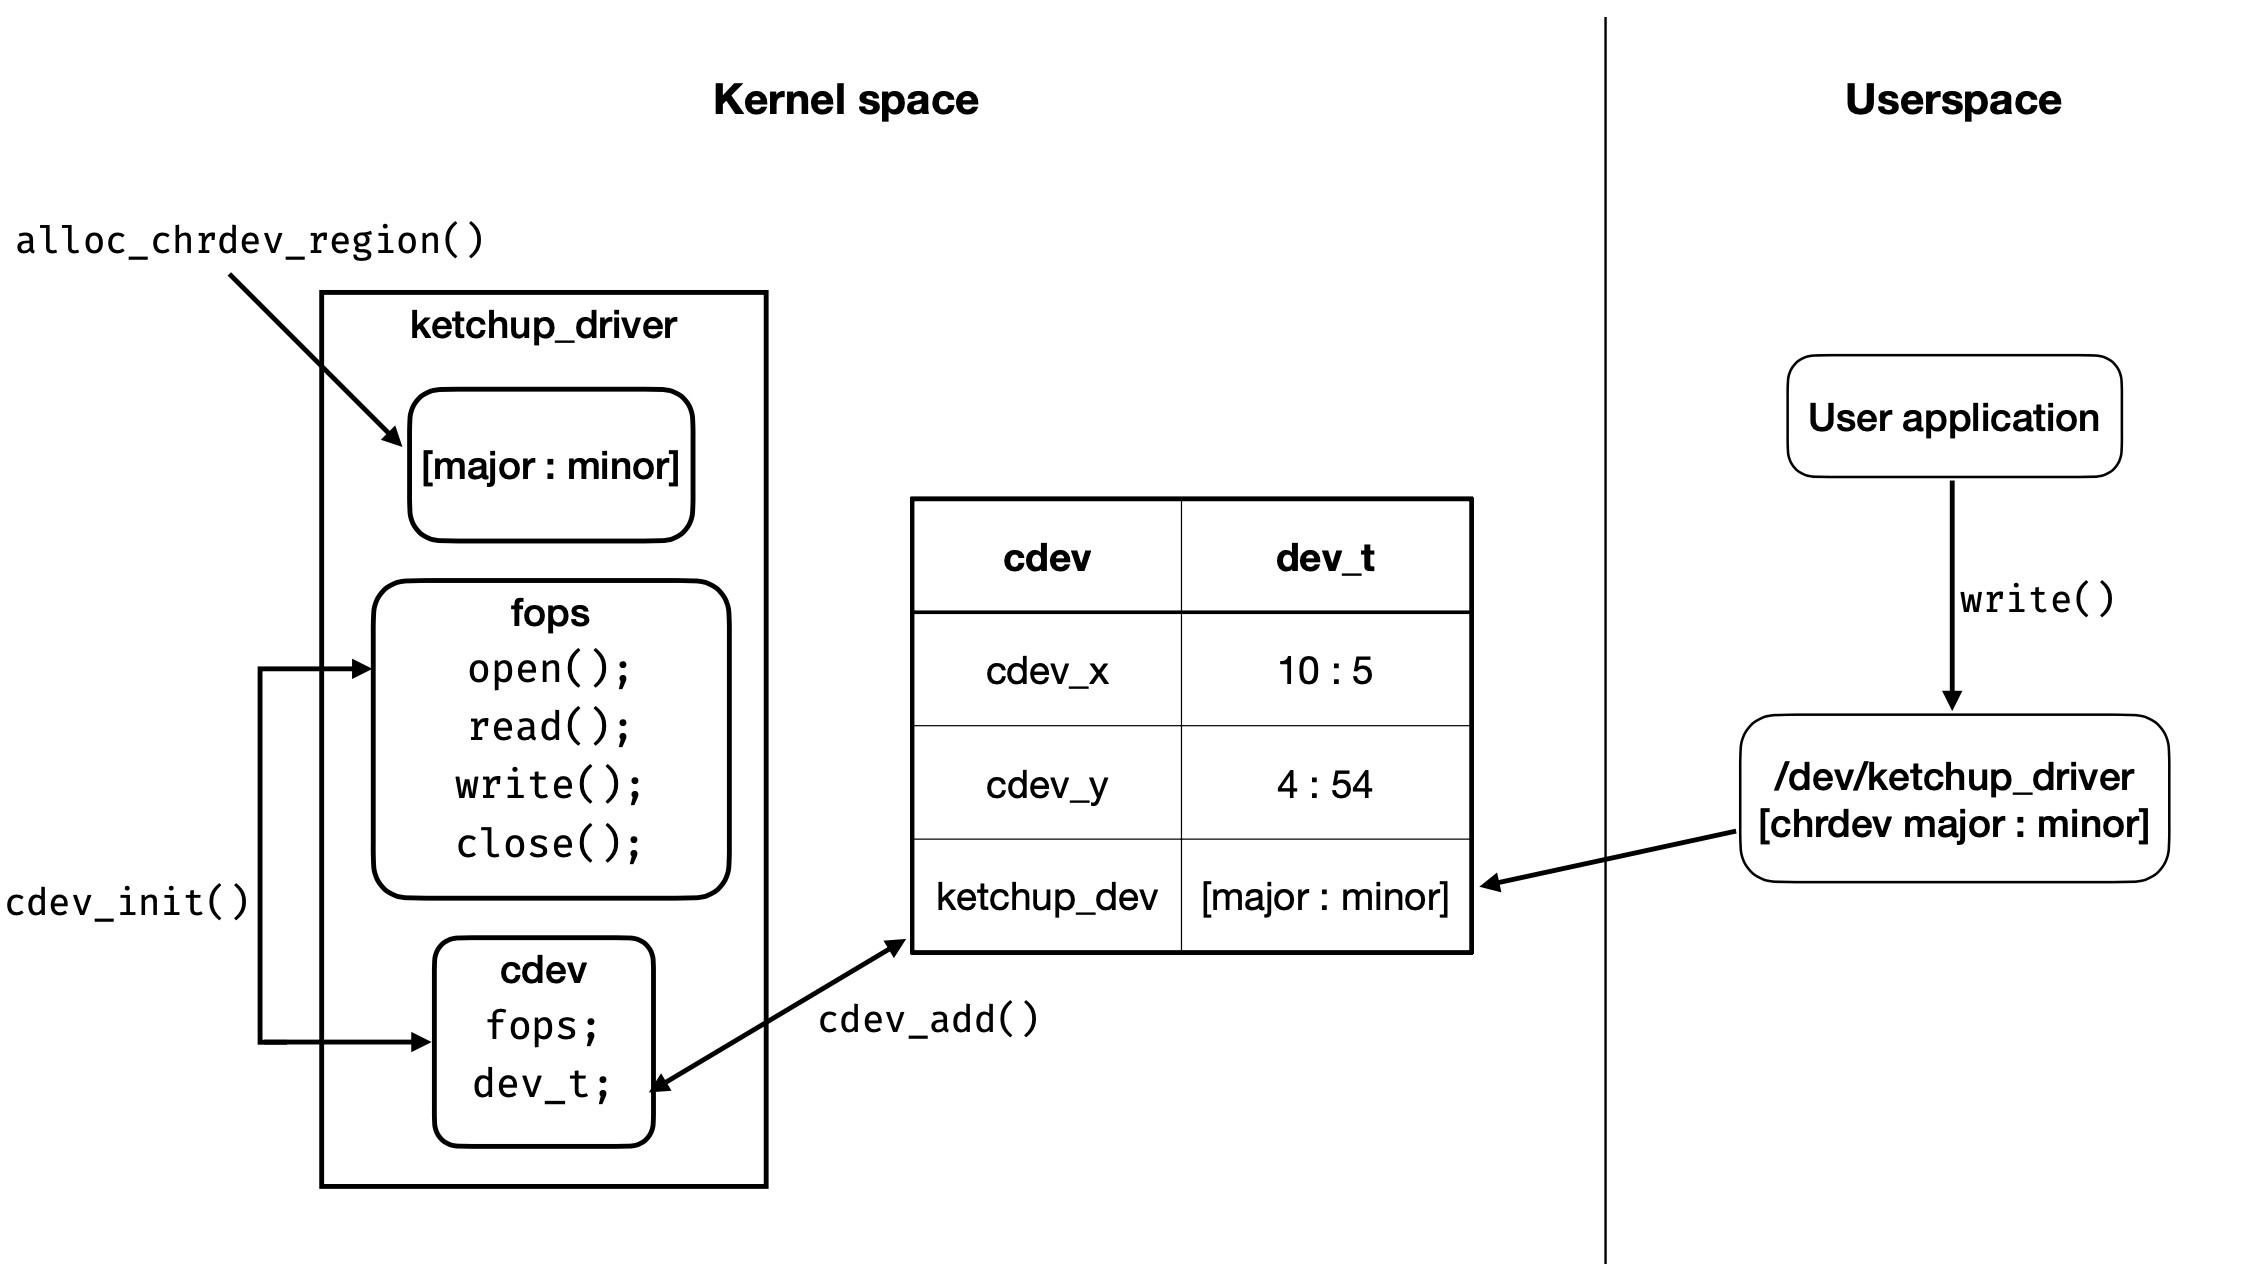 Kernel space
Userspace
alloc_chrdev_region()
ketchup_driver
[major : minor]
fops
open();
read();
write();
close();
cdev_init()
cdev
fops;
dev_t;
cdev_add()
cdev dev_t
cdev_x 10 : 5
cdev_y 4 : 54
ketchup_dev [major : minor]
User application
write()
/dev/ketchup_driver
[chrdev major : minor]